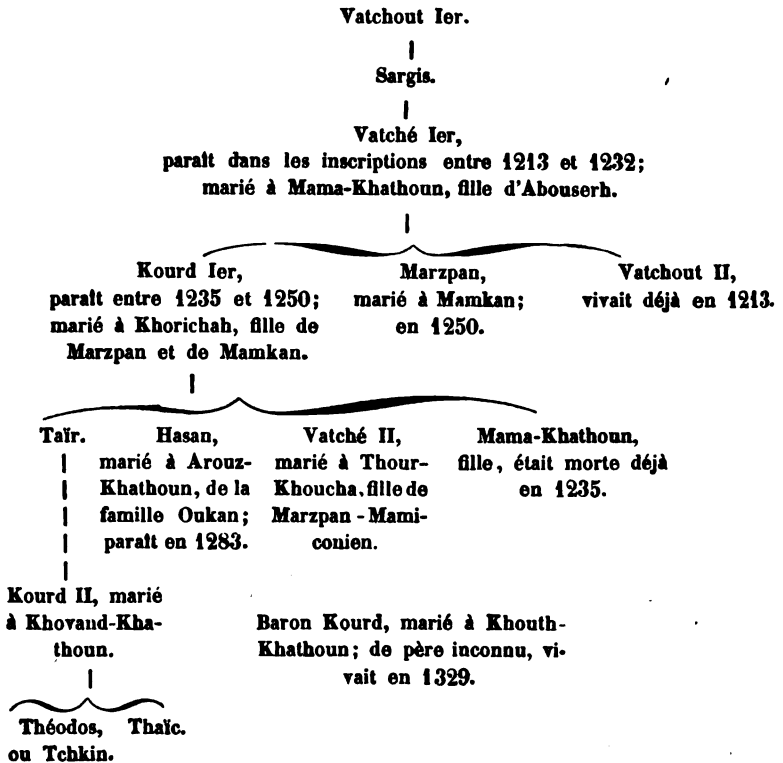 Vatchout Ier.
Sargis.
Vatché Ier,
paraît dans les inscriptions entre 1213 et 1232;
marié à Mama-Khathoun, fille d'Abouserh.
Kourd Ier,
paraît entre 1235 et 1250;
marié à Khorichah, fille de
Marzpan et de Mamkan.
Marzpan,
marié à Mamkan;
en 1250.
Vatchout II,
vivait déjà en 1213.
Taïr.
Hasan,
marié à Arouz-
Khathoun, de la
famille Oukan;
paraît en 1283.
Vatché II,
marié à Thour-
Khoucha, fille de
Marzpan-Mami-
conien.
Mama-Khathoun,
fille, était morte déjà
en 1235.
Kourd II, marié
à Khovand-Kha-
thoun.
Baron Kourd, marié à Khouth-
Khathoun; de père inconnu, vi-
vait en 1329.
Théodos,
ou Tchkin.
Thaïc.